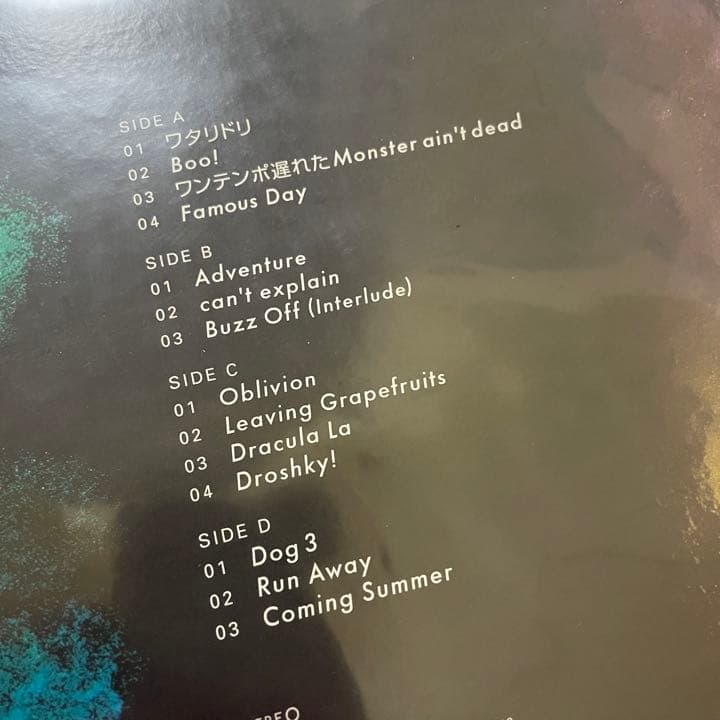 SIDE A
01 ワタリドリ
02 Boo!
03 ワンテンポ遅れたMonster ain't dead
04 Famous Day
SIDE B
01 Adventure
02 can't explain
03 Buzz Off (Interlude)
SIDE C
01 Oblivion
02 Leaving Grapefruits
03 Dracula La
04 Droshky!
SIDE D
01 Dog 3
02 Run Away
03 Coming Summer